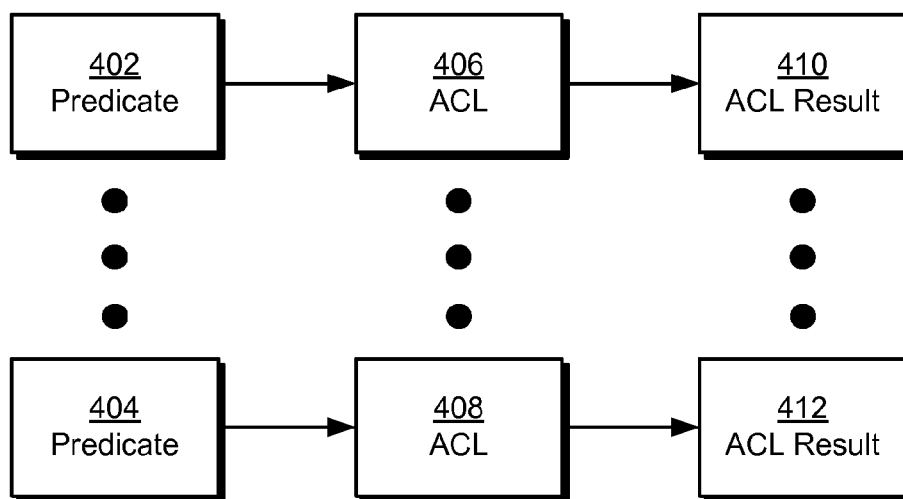 402
Predicate
406
ACL
410
ACL Result
404
Predicate
408
ACL
412
ACL Result